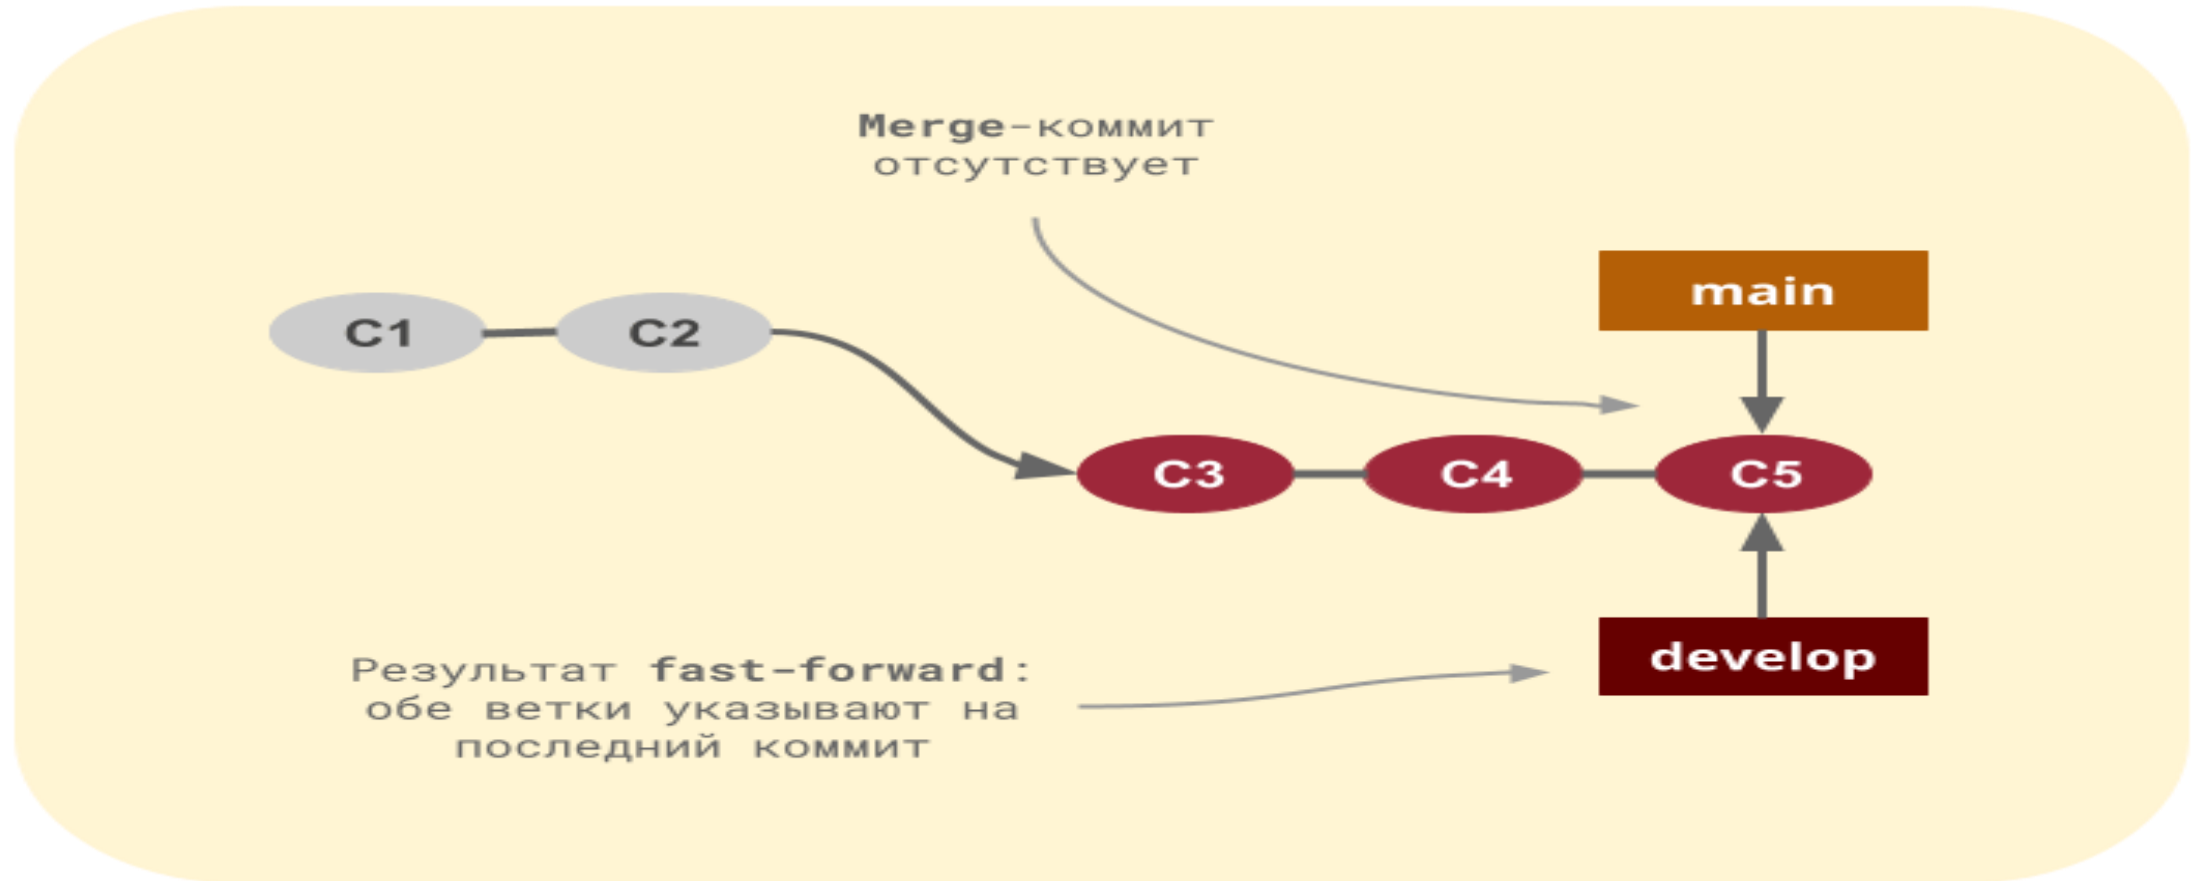 Merge-коммит
отсутствует
main
C1
C2
C3
C4
C5
develop
Результат fast-forward:
обе ветки указывают на
последний коммит